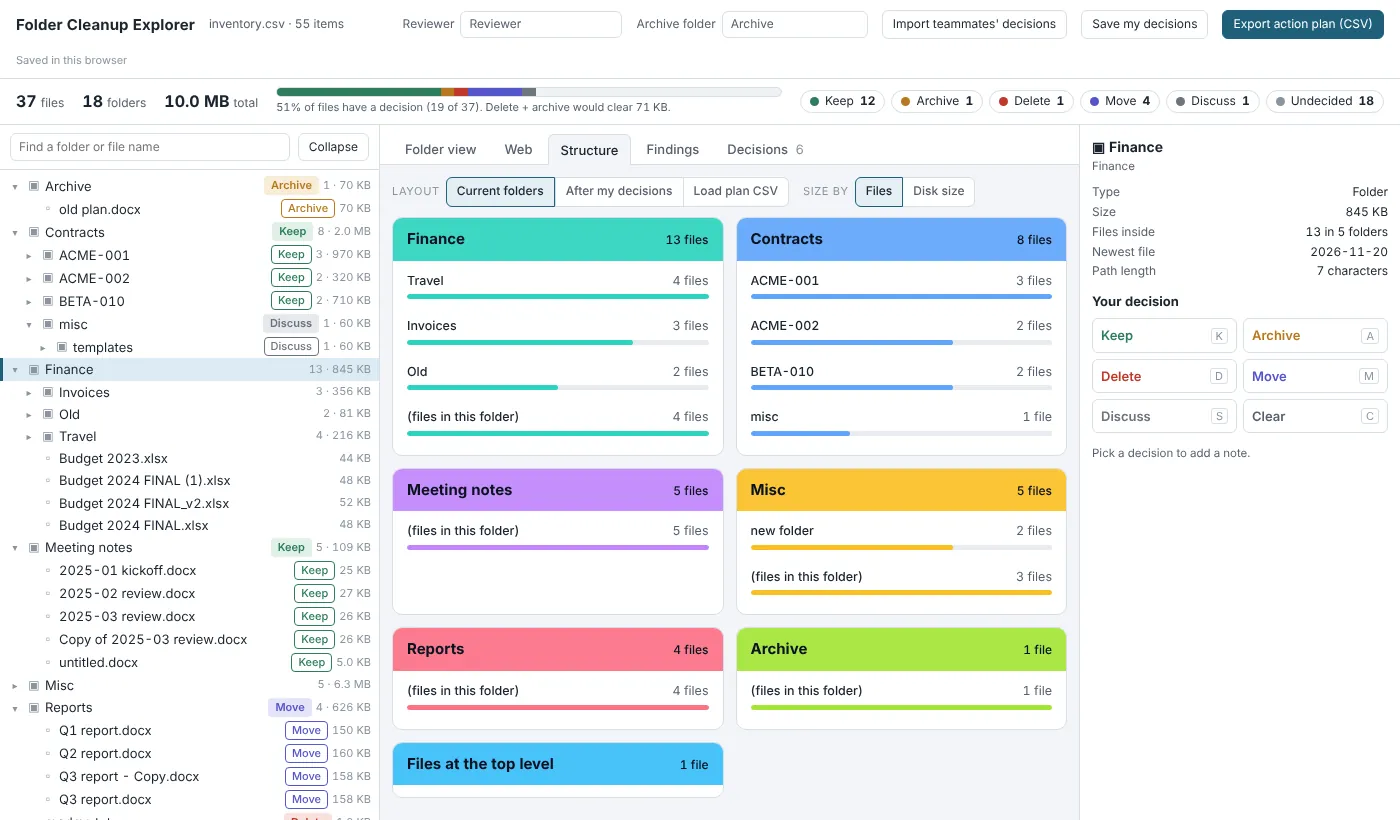 Folder Cleanup Explorer
inventory.csv · 55 items
Reviewer
Reviewer
Archive folder
Archive
Import teammates' decisions
Save my decisions
Export action plan (CSV)
Saved in this browser
37 files
18 folders
10.0 MB total
51% of files have a decision (19 of 37). Delete + archive would clear 71 KB.
Keep 12
Archive 1
Delete 1
Move 4
Discuss 1
Undecided 18
Find a folder or file name
Collapse
Archive Archive 1 · 70 KB
old plan.docx Archive 70 KB
Contracts Keep 8 · 2.0 MB
ACME-001 Keep 3 · 970 KB
ACME-002 Keep 2 · 320 KB
BETA-010 Keep 2 · 710 KB
misc Discuss 1 · 60 KB
templates Discuss 1 · 60 KB
Finance 13 · 845 KB
Invoices 3 · 356 KB
Old 2 · 81 KB
Travel 4 · 216 KB
Budget 2023.xlsx 44 KB
Budget 2024 FINAL (1).xlsx 48 KB
Budget 2024 FINAL_v2.xlsx 52 KB
Budget 2024 FINAL.xlsx 48 KB
Meeting notes Keep 5 · 109 KB
2025-01 kickoff.docx Keep 25 KB
2025-02 review.docx Keep 27 KB
2025-03 review.docx Keep 26 KB
Copy of 2025-03 review.docx Keep 26 KB
untitled.docx Keep 5.0 KB
Misc 5 · 6.3 MB
Reports Move 4 · 626 KB
Q1 report.docx Move 150 KB
Q2 report.docx Move 160 KB
Q3 report - Copy.docx Move 158 KB
Q3 report.docx Move 158 KB
Folder view
Web
Structure
Findings
Decisions 6
LAYOUT
Current folders
After my decisions
Load plan CSV
SIZE BY
Files
Disk size
Finance 13 files
Travel 4 files
Invoices 3 files
Old 2 files
(files in this folder) 4 files
Contracts 8 files
ACME-001 3 files
ACME-002 2 files
BETA-010 2 files
misc 1 file
Meeting notes 5 files
(files in this folder) 5 files
Misc 5 files
new folder 2 files
(files in this folder) 3 files
Reports 4 files
(files in this folder) 4 files
Archive 1 file
(files in this folder) 1 file
Files at the top level 1 file
Finance
Finance
Type Folder
Size 845 KB
Files inside 13 in 5 folders
Newest file 2026-11-20
Path length 7 characters
Your decision
Keep K
Archive A
Delete D
Move M
Discuss S
Clear C
Pick a decision to add a note.